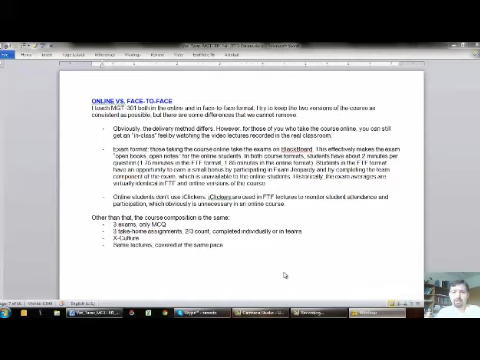 ONLINE VS. FACE-TO-FACE
I teach MGT-301 both in the online and in face-to-face format. I try to keep the two versions of the course as
consistent as possible, but there are some differences that we cannot remove:
- Obviously, the delivery method differs. However, for those of you who take the course online, you can still
get an "in-class" feel by watching the video lectures recorded in the real classroom.
- Exam format: those taking the course online take the exams on BlackBoard. This effectively makes the exam
"open books, open notes" for the online students. In both course formats, students have about 2 minutes per
question (1.75 minutes in the FTF format, 1.85 minutes in the online format). Students in the FTF format
have an opportunity to earn a small bonus by participating in Exam Jeopardy and by completing the team
component of the exam, which is unavailable to the online students. Historically, the exam averages are
virtually identical in FTF and online versions of the course.
- Online students don't use iClickers. iClickers are used in FTF lectures to monitor student attendance and
participation, which obviously is unnecessary in an online course.
Other than that, the course composition is the same:
- 3 exams, only MCQ
- 3 take-home assignments, 2/3 count, completed individually or in teams
- X-Culture
- Same lectures, covered at the same pace